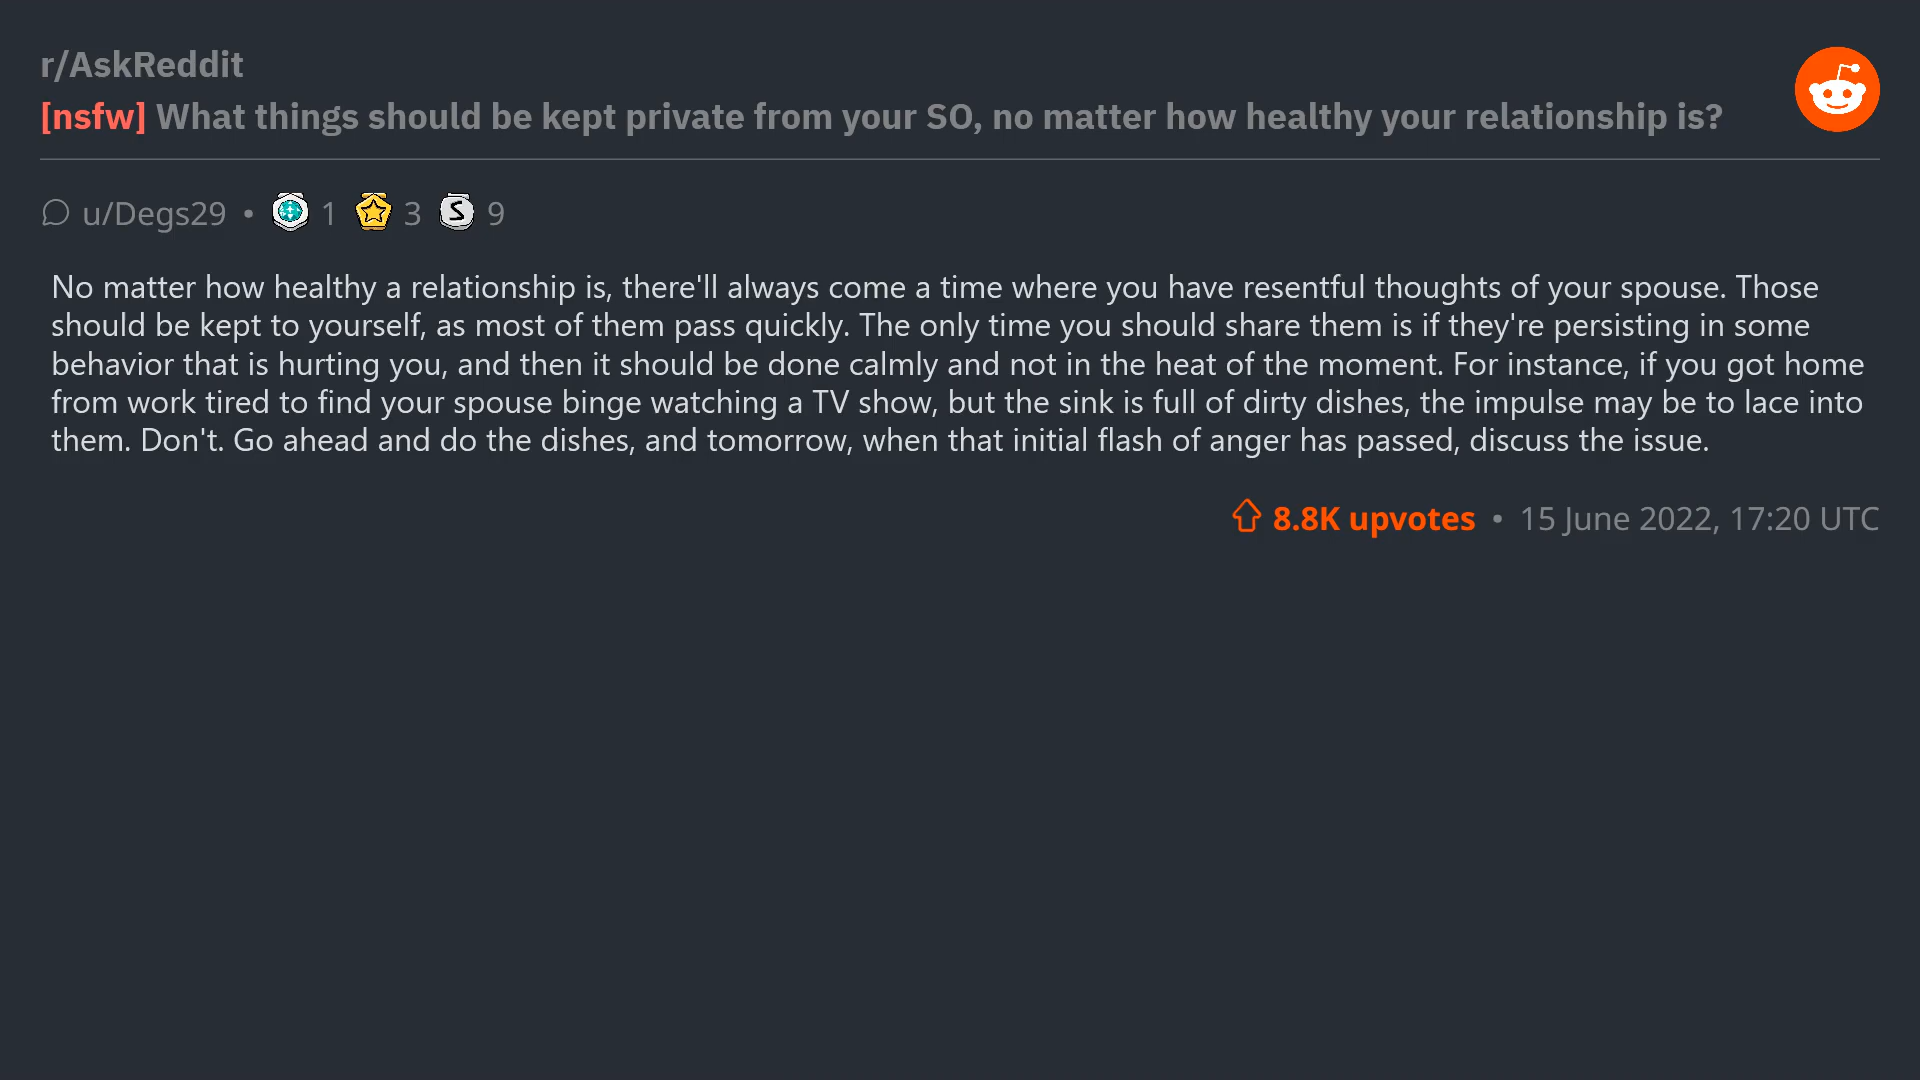 r/AskReddit
[nsfw] What things should be kept private from your SO, no matter how healthy your relationship is?
u/Degs29 • 1 3 S 9
No matter how healthy a relationship is, there'll always come a time where you have resentful thoughts of your spouse. Those
should be kept to yourself, as most of them pass quickly. The only time you should share them is if they're persisting in some
behavior that is hurting you, and then it should be done calmly and not in the heat of the moment. For instance, if you got home
from work tired to find your spouse binge watching a TV show, but the sink is full of dirty dishes, the impulse may be to lace into
them. Don't. Go ahead and do the dishes, and tomorrow, when that initial flash of anger has passed, discuss the issue.
8.8K upvotes • 15 June 2022, 17:20 UTC